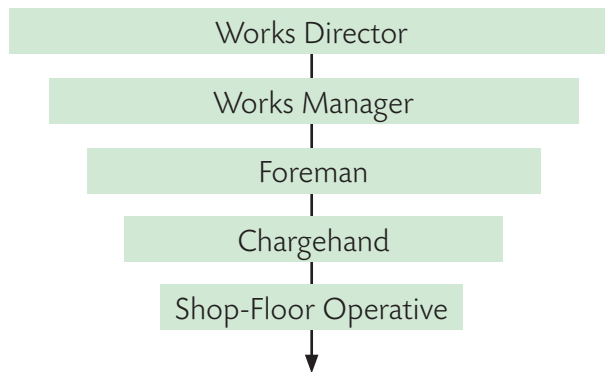 Works Director
Works Manager
Foreman
Chargehand
Shop-Floor Operative